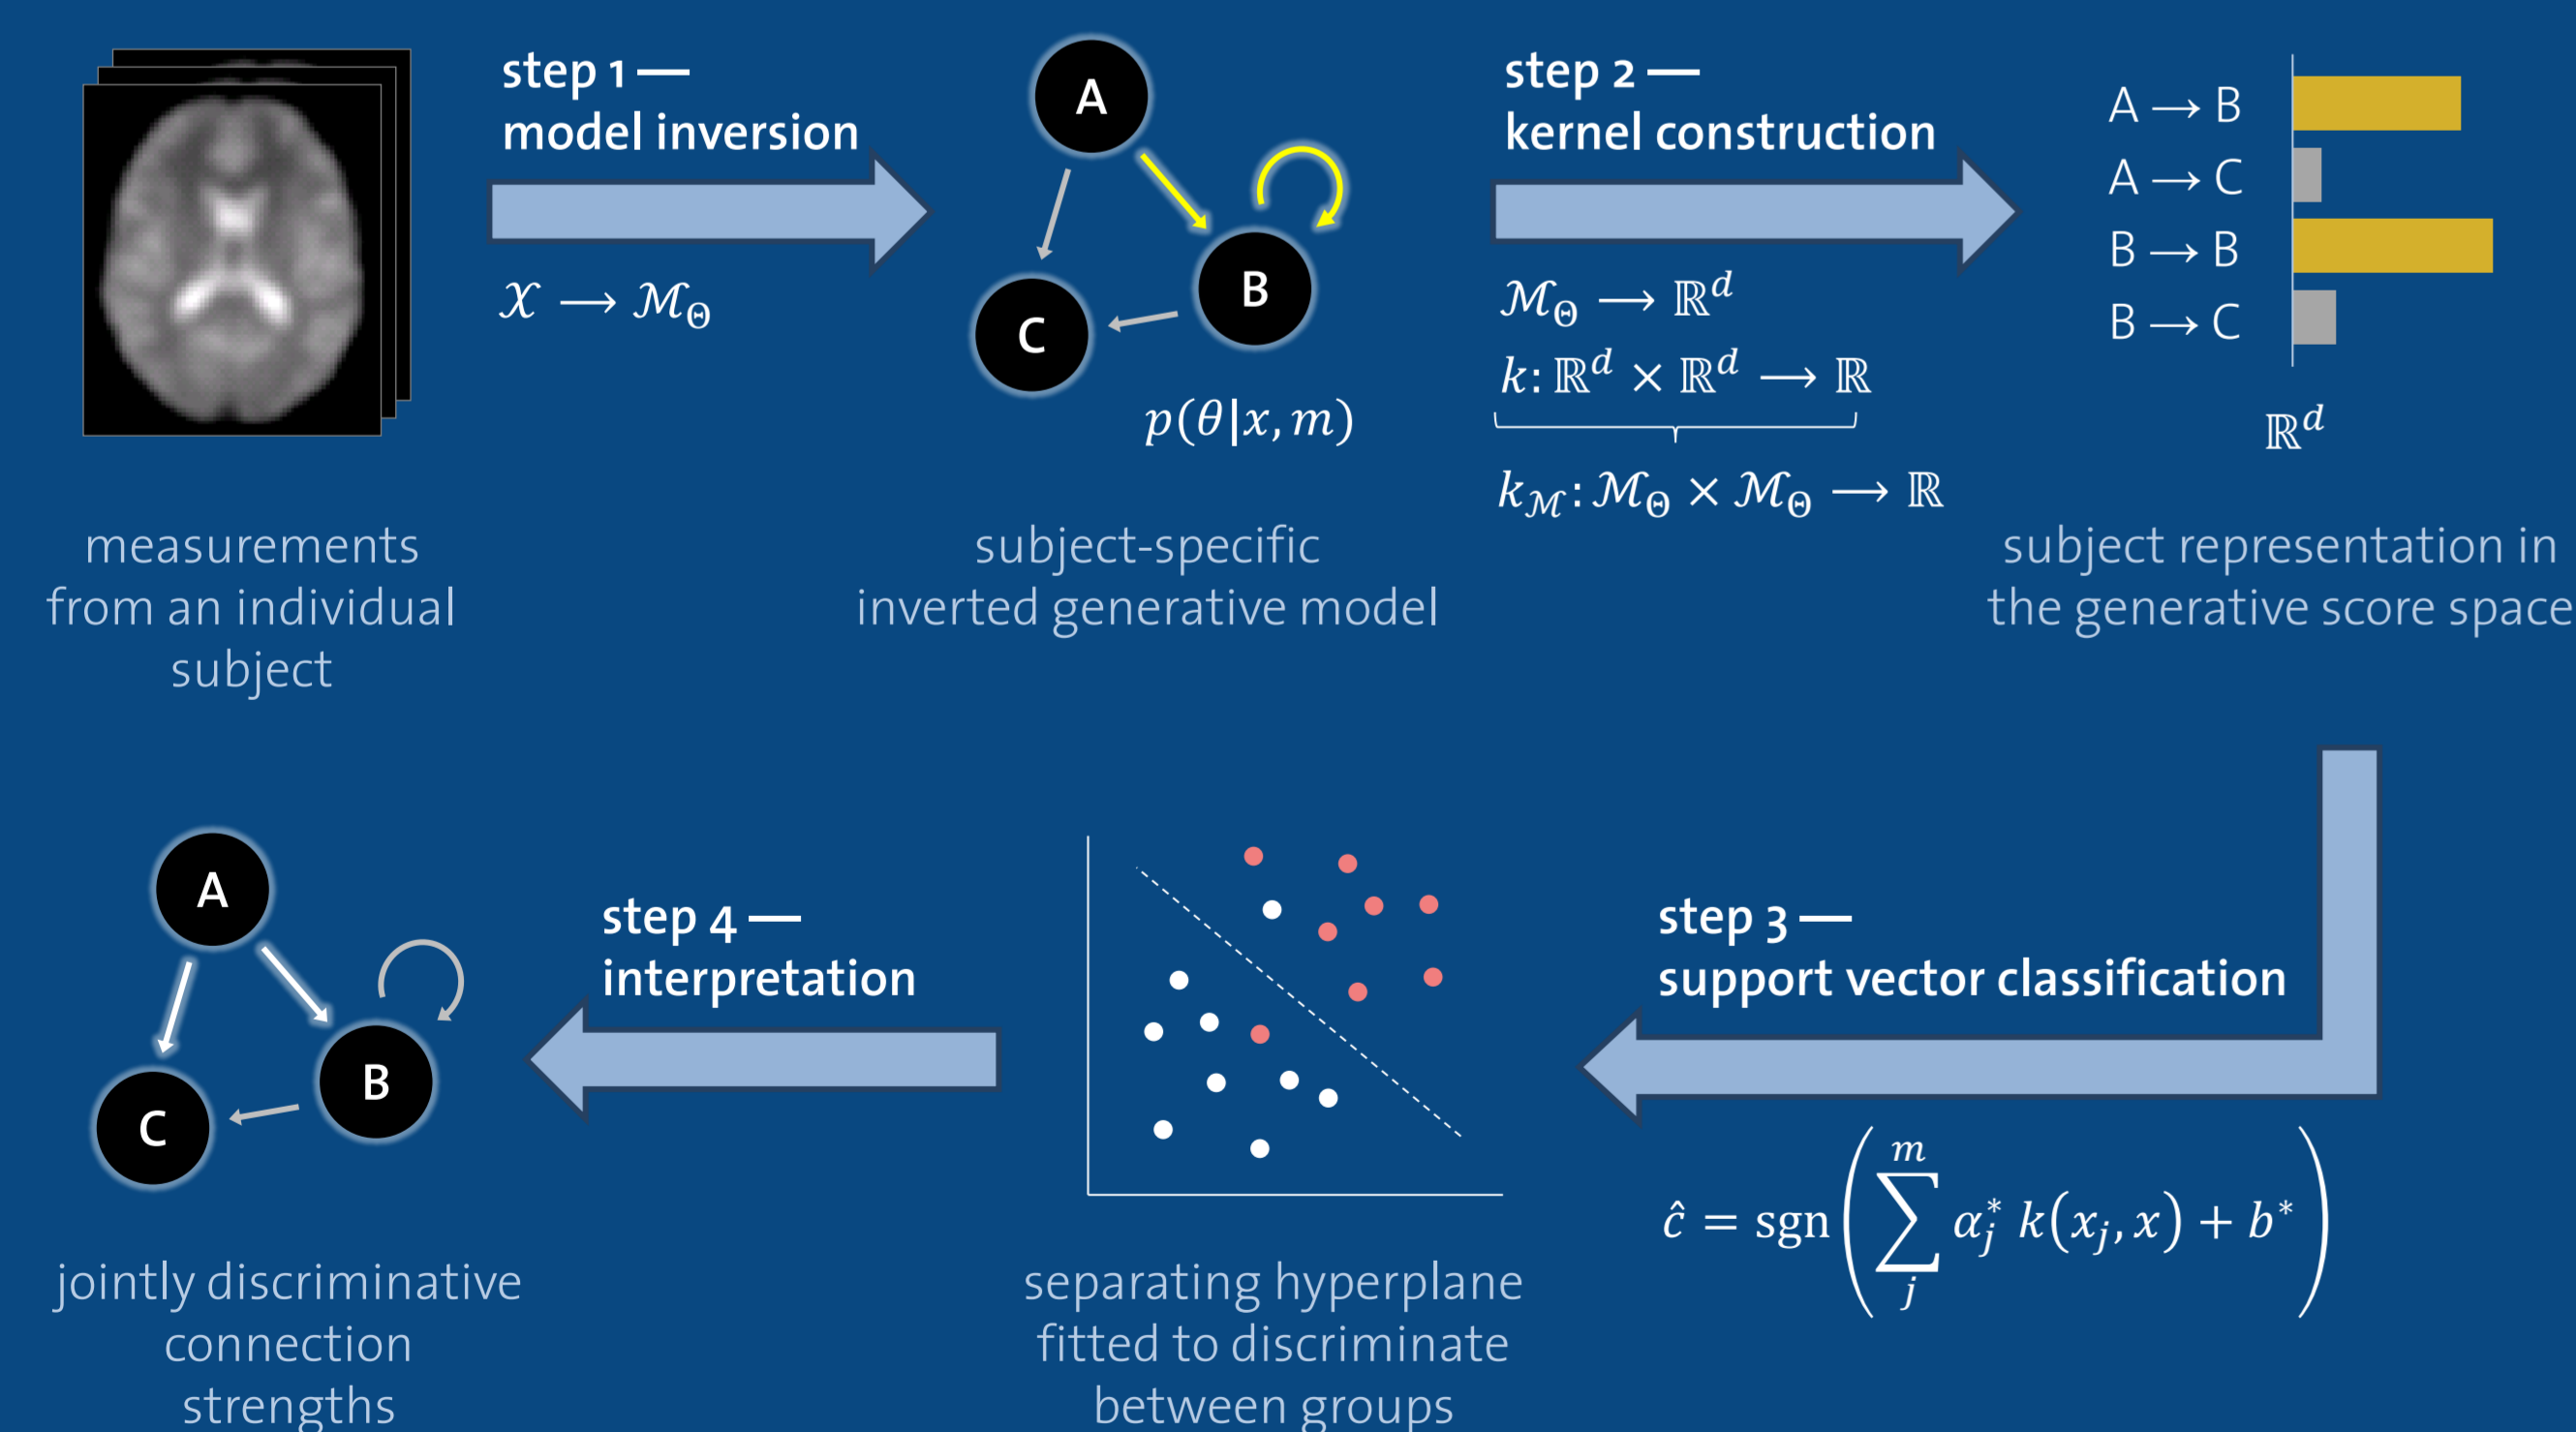 step 1 —
model inversion
𝒳 ⟶ ℳ_Θ
A
B
C
p(θ|x, m)
step 2 —
kernel construction
ℳ_Θ ⟶ ℝ^d
k: ℝ^d × ℝ^d ⟶ ℝ
k_ℳ: ℳ_Θ × ℳ_Θ ⟶ ℝ
A → B
A → C
B → B
B → C
ℝ^d
measurements
from an individual
subject
subject-specific
inverted generative model
subject representation in
the generative score space
step 3 —
support vector classification
ĉ = sgn(∑_j^m α_j^* k(x_j, x) + b^*)
separating hyperplane
fitted to discriminate
between groups
step 4 —
interpretation
A
B
C
jointly discriminative
connection
strengths